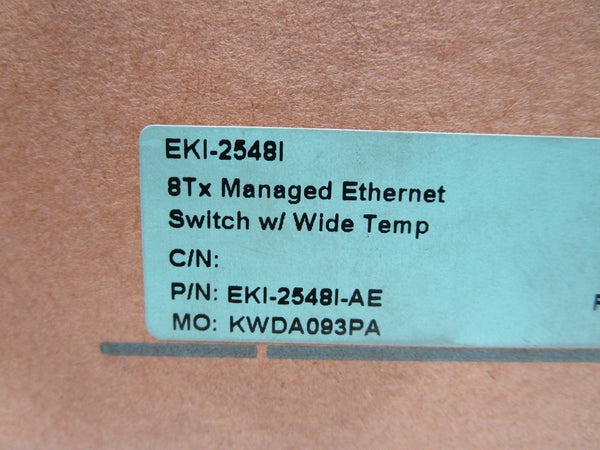 EKI-2548I
8Tx Managed Ethernet
Switch w/ Wide Temp
C/N:
P/N: EKI-2548I-AE
MO: KWDA093PA